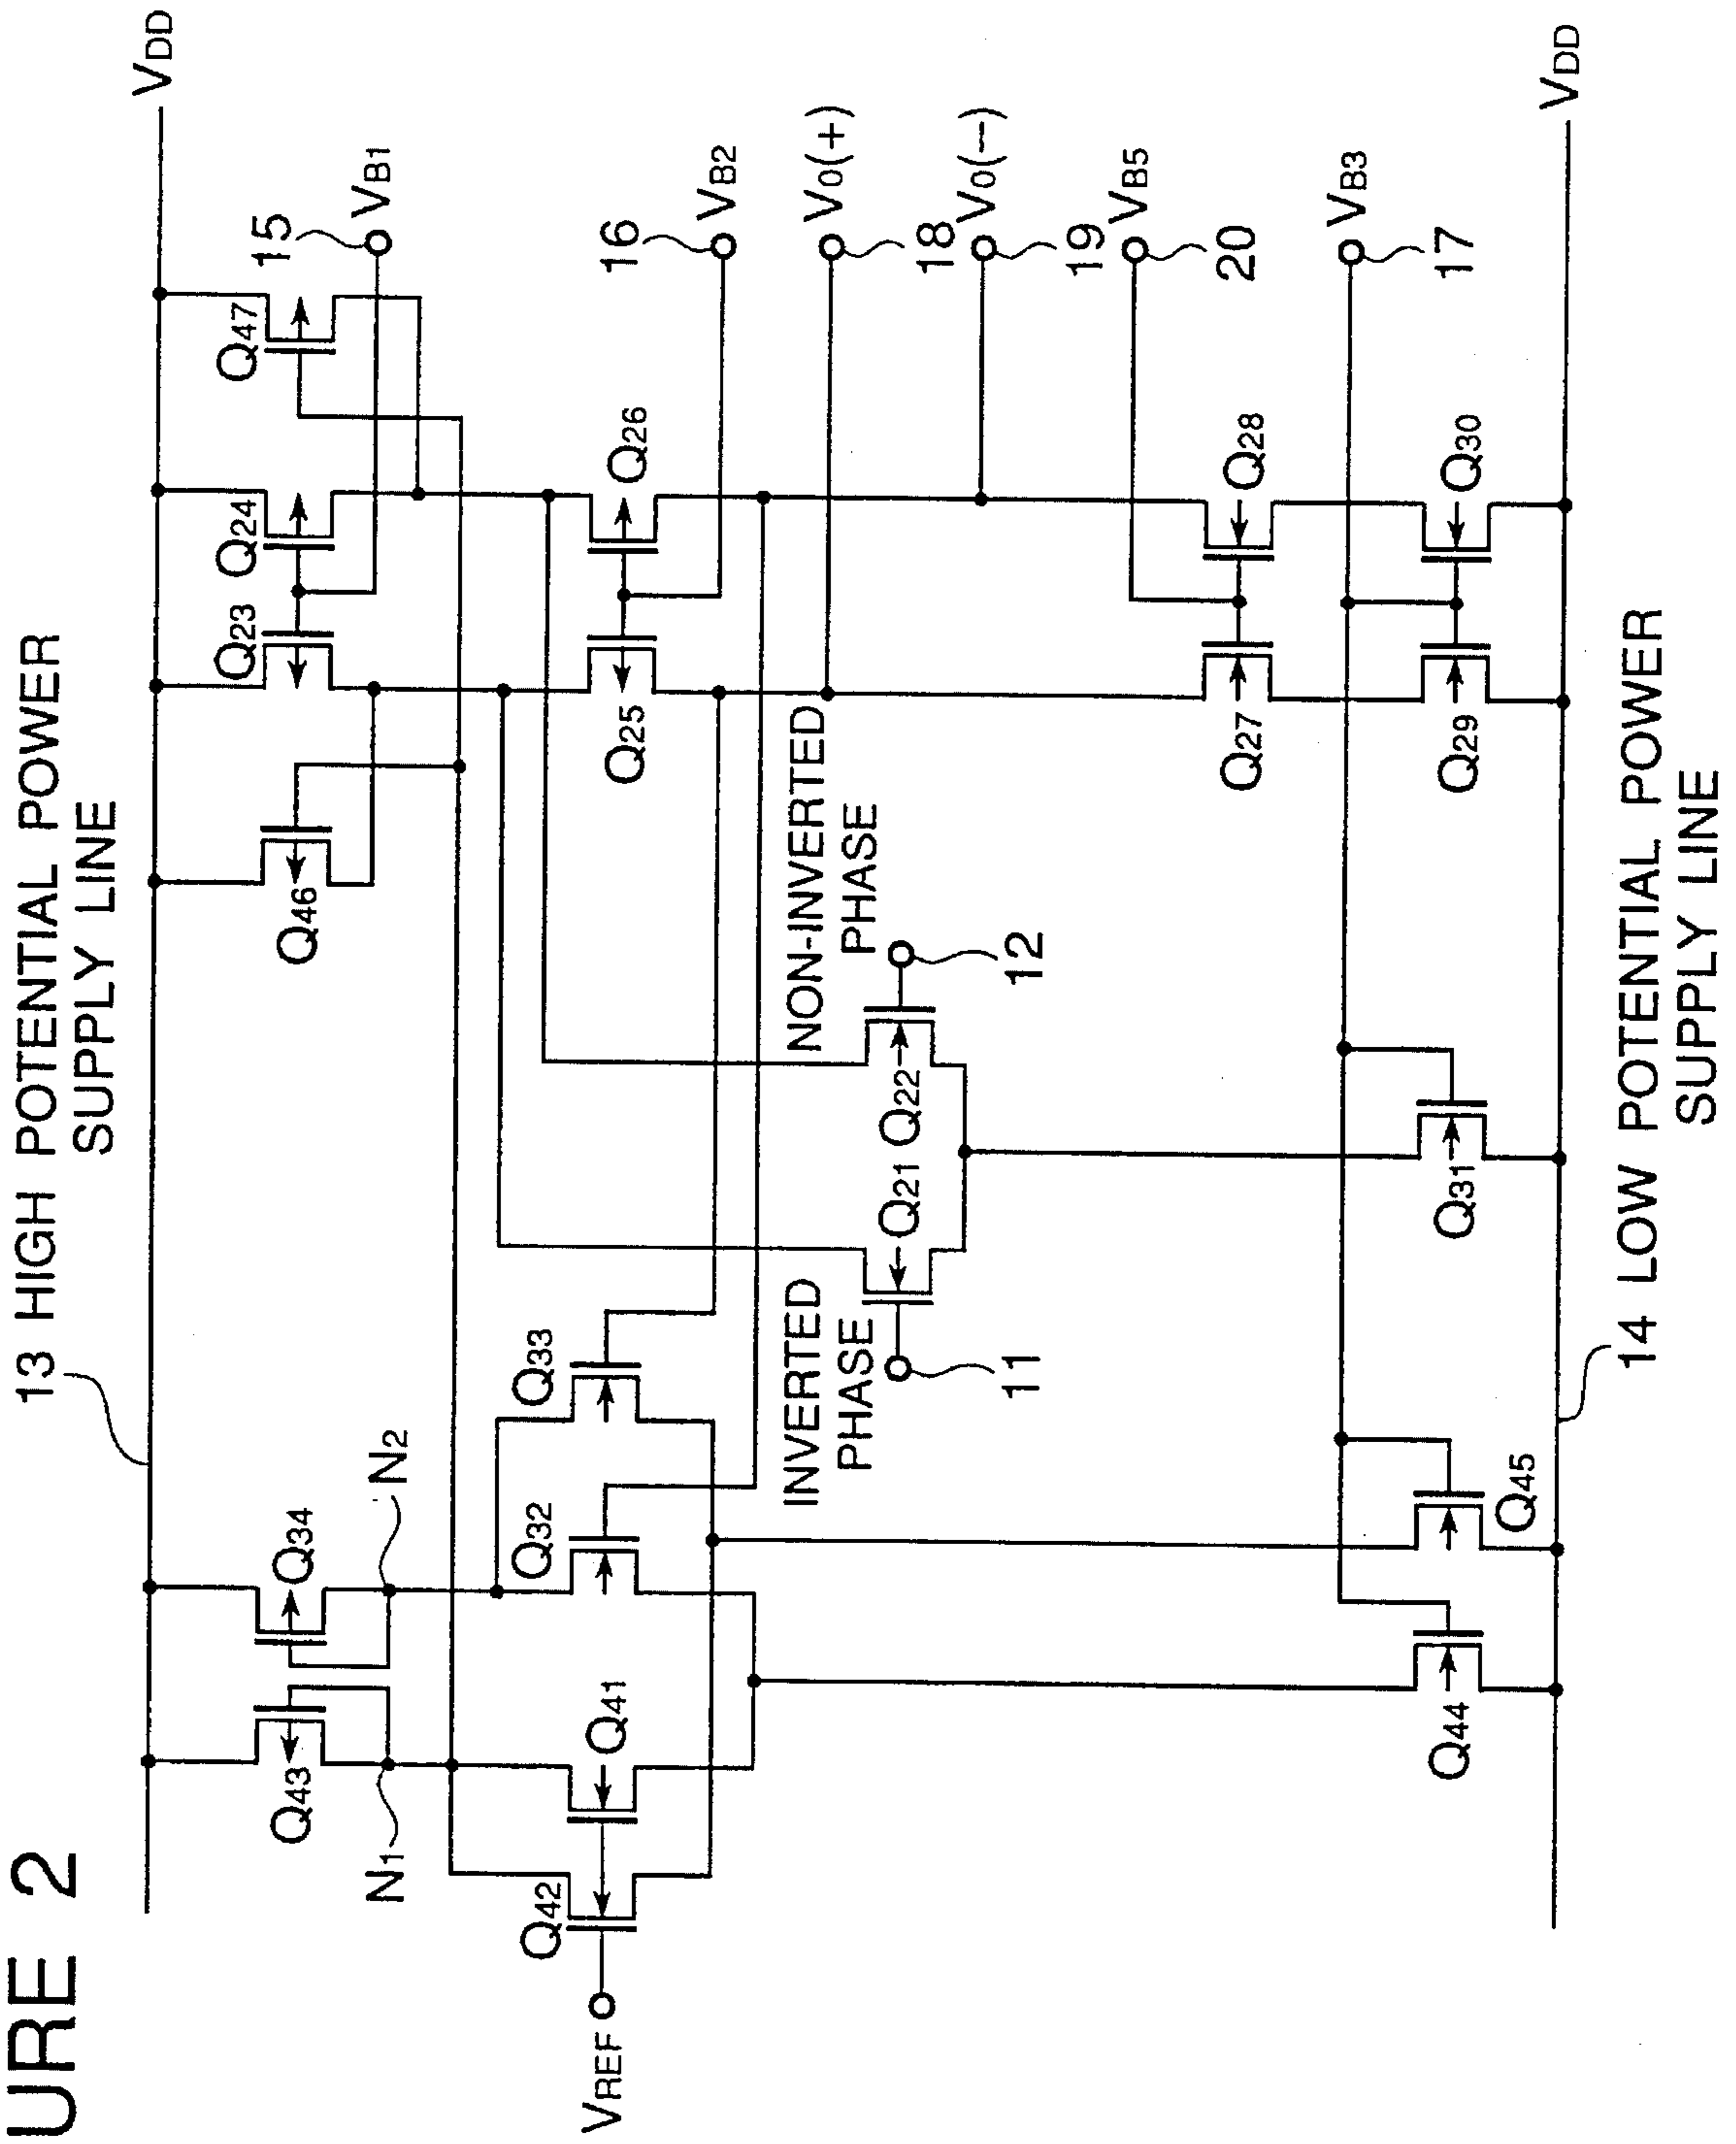 URE 2
13 HIGH POTENTIAL POWER
SUPPLY LINE
VDD
Q43
Q34
N1
N2
Q46
Q23
Q24
Q47
15
VB1
Q42
Q41
Q32
Q33
VREF
Q25
Q26
16
VB2
INVERTED
PHASE
NON-INVERTED
PHASE
11
Q21
Q22
12
V0(+)
18
V0(−)
19
VB5
20
Q27
Q28
VB3
17
Q44
Q45
Q31
Q29
Q30
VDD
14 LOW POTENTIAL POWER
SUPPLY LINE